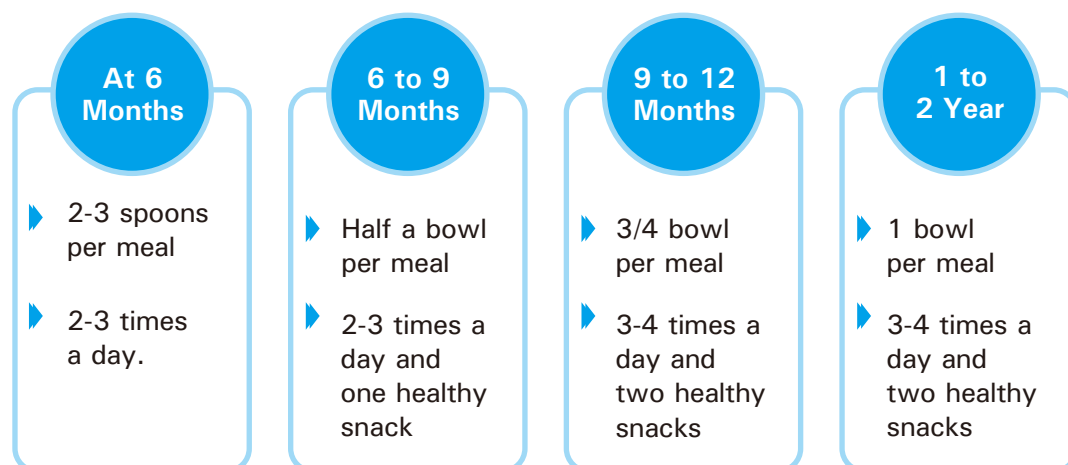 At 6
Months
2-3 spoons
per meal
2-3 times
a day.
6 to 9
Months
Half a bowl
per meal
2-3 times a
day and
one healthy
snack
9 to 12
Months
3/4 bowl
per meal
3-4 times a
day and
two healthy
snacks
1 to
2 Year
1 bowl
per meal
3-4 times a
day and
two healthy
snacks